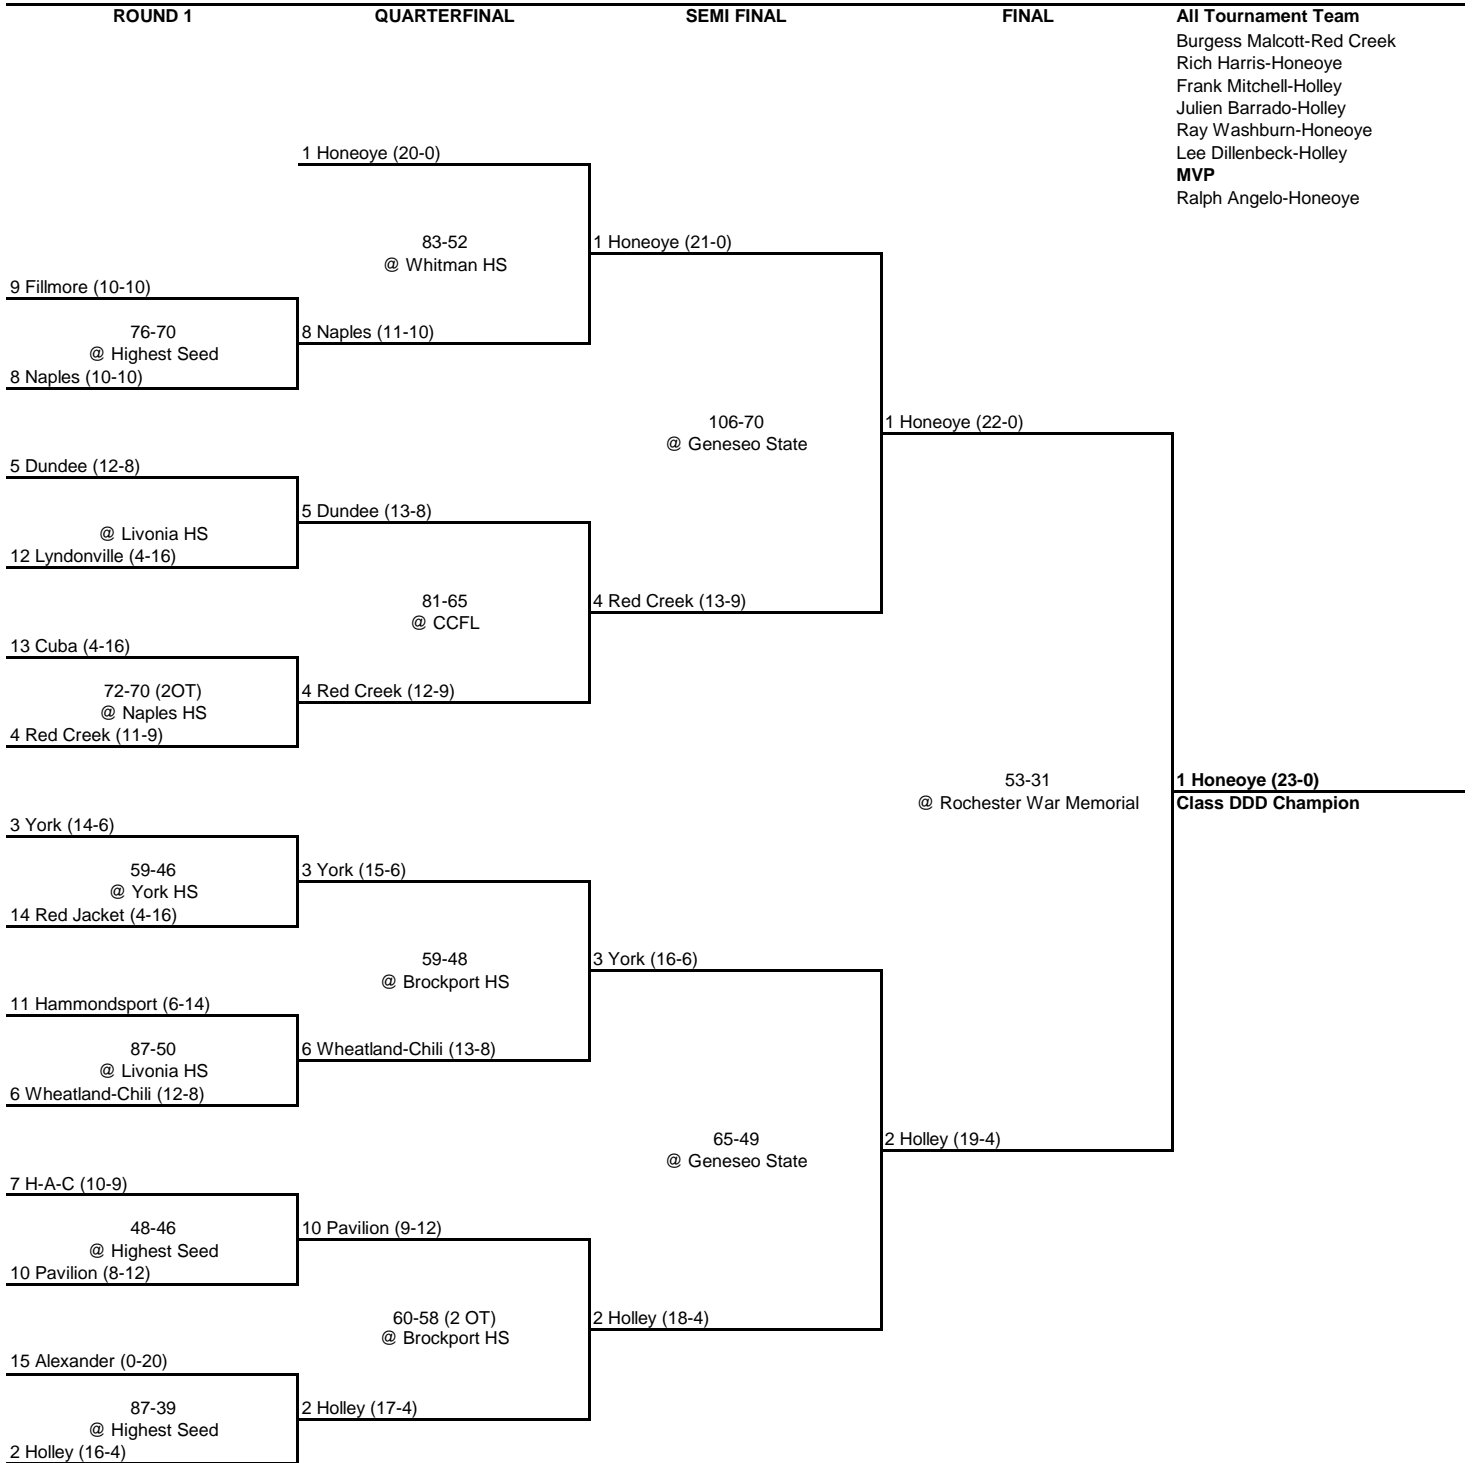 ROUND 1 QUARTERFINAL SEMI FINAL FINAL All Tournament Team
Burgess Malcott-Red Creek
Rich Harris-Honeoye
Frank Mitchell-Holley
Julien Barrado-Holley
Ray Washburn-Honeoye
Lee Dillenbeck-Holley
MVP
Ralph Angelo-Honeoye
1 Honeoye (20-0)
83-52
@ Whitman HS
1 Honeoye (21-0)
9 Fillmore (10-10)
76-70
@ Highest Seed
8 Naples (11-10)
8 Naples (10-10)
106-70
@ Geneseo State
1 Honeoye (22-0)
5 Dundee (12-8)
5 Dundee (13-8)
@ Livonia HS
12 Lyndonville (4-16)
81-65
@ CCFL
4 Red Creek (13-9)
13 Cuba (4-16)
72-70 (2OT)
@ Naples HS
4 Red Creek (12-9)
4 Red Creek (11-9)
53-31
@ Rochester War Memorial
1 Honeoye (23-0)
Class DDD Champion
3 York (14-6)
59-46
@ York HS
3 York (15-6)
14 Red Jacket (4-16)
59-48
@ Brockport HS
3 York (16-6)
11 Hammondsport (6-14)
87-50
@ Livonia HS
6 Wheatland-Chili (13-8)
6 Wheatland-Chili (12-8)
65-49
@ Geneseo State
2 Holley (19-4)
7 H-A-C (10-9)
48-46
@ Highest Seed
10 Pavilion (9-12)
10 Pavilion (8-12)
60-58 (2 OT)
@ Brockport HS
2 Holley (18-4)
15 Alexander (0-20)
87-39
@ Highest Seed
2 Holley (17-4)
2 Holley (16-4)